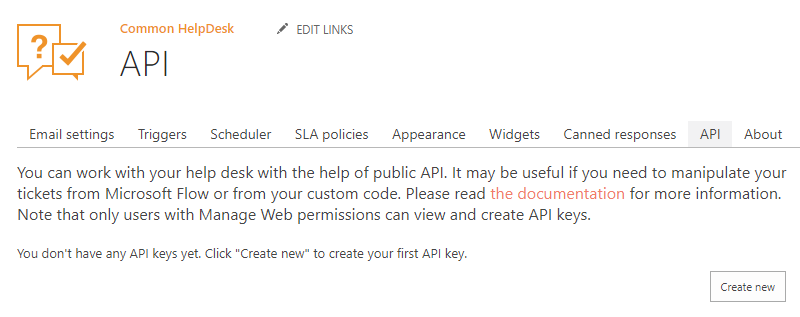 Common HelpDesk
EDIT LINKS
API
Email settings Triggers Scheduler SLA policies Appearance Widgets Canned responses API About
You can work with your help desk with the help of public API. It may be useful if you need to manipulate your
tickets from Microsoft Flow or from your custom code. Please read the documentation for more information.
Note that only users with Manage Web permissions can view and create API keys.
You don't have any API keys yet. Click "Create new" to create your first API key.
Create new